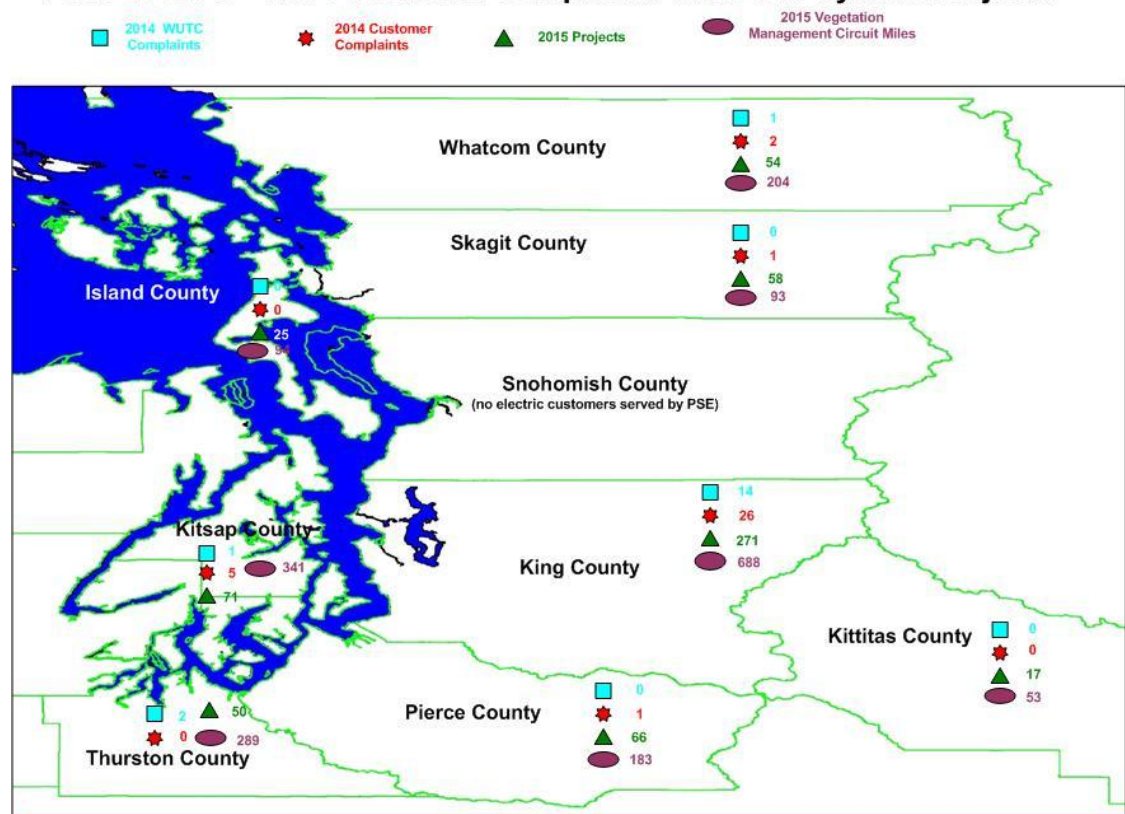 2014 WUTC
Complaints
2014 Customer
Complaints
2015 Projects
2015 Vegetation
Management Circuit Miles
Whatcom County
1
2
54
204
Skagit County
0
1
58
93
Island County
0
25
Snohomish County
(no electric customers served by PSE)
King County
14
26
271
688
Kitsap County
1
5
341
71
Kittitas County
0
0
17
53
Pierce County
0
1
66
183
Thurston County
2
50
0
289